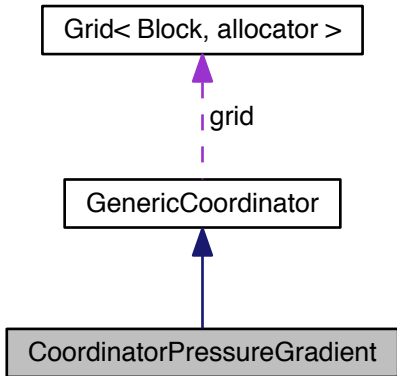 Grid< Block, allocator >
grid
GenericCoordinator
CoordinatorPressureGradient